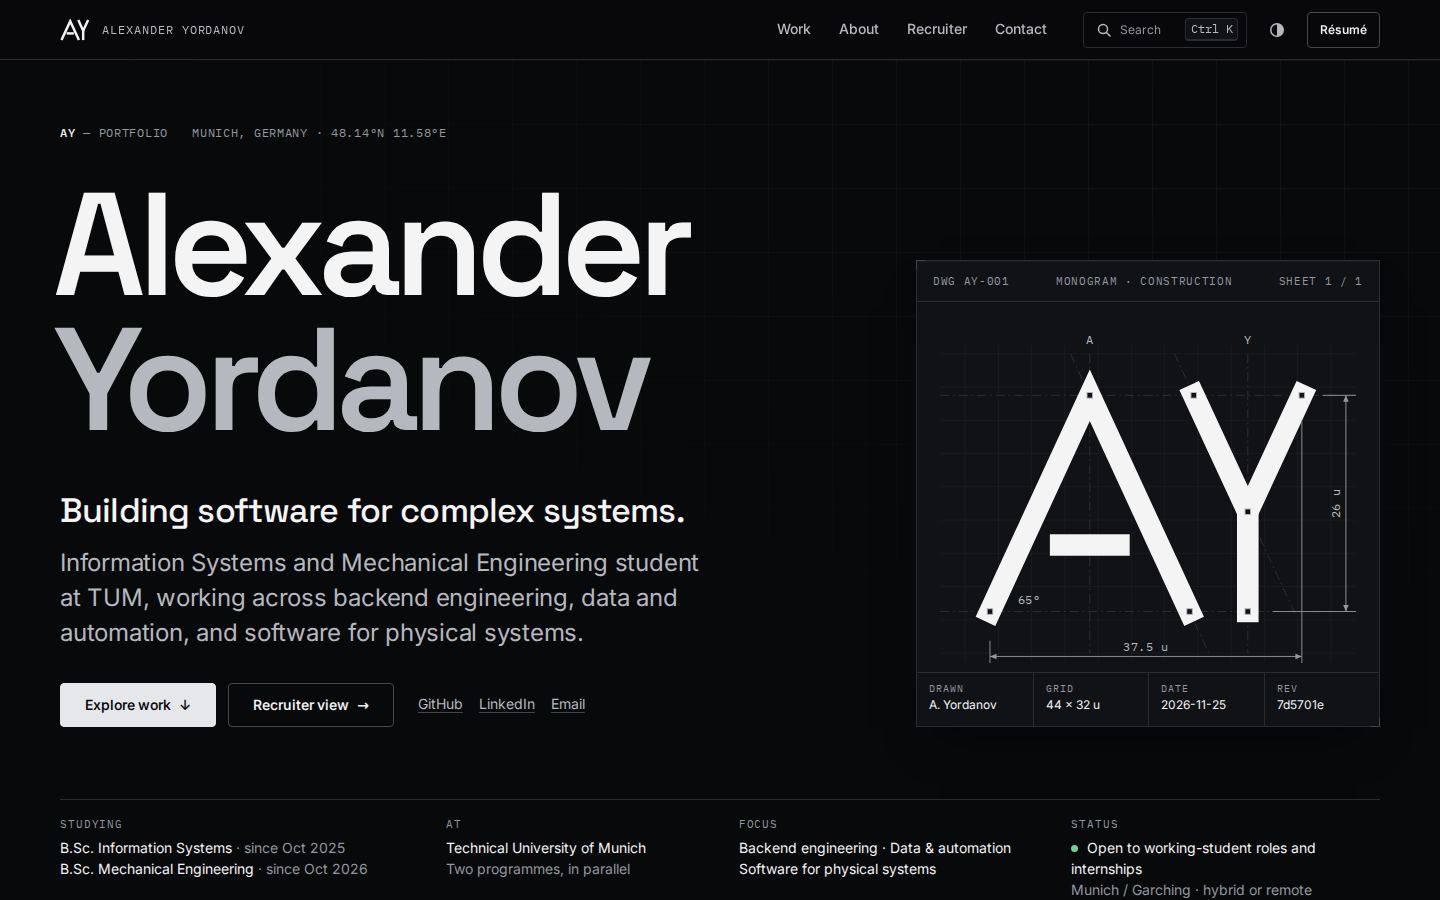 AY ALEXANDER YORDANOV
Work About Recruiter Contact Search Ctrl K Résumé
AY — PORTFOLIO MUNICH, GERMANY · 48.14°N 11.58°E
Alexander
Yordanov
Building software for complex systems.
Information Systems and Mechanical Engineering student
at TUM, working across backend engineering, data and
automation, and software for physical systems.
Explore work ↓ Recruiter view → GitHub LinkedIn Email
DWG AY-001 MONOGRAM · CONSTRUCTION SHEET 1 / 1
A Y
AY
26 u
65°
37.5 u
DRAWN GRID DATE REV
A. Yordanov 44 × 32 u 2026-11-25 7d5701e
STUDYING
B.Sc. Information Systems · since Oct 2025
B.Sc. Mechanical Engineering · since Oct 2026
AT
Technical University of Munich
Two programmes, in parallel
FOCUS
Backend engineering · Data & automation
Software for physical systems
STATUS
Open to working-student roles and
internships
Munich / Garching · hybrid or remote